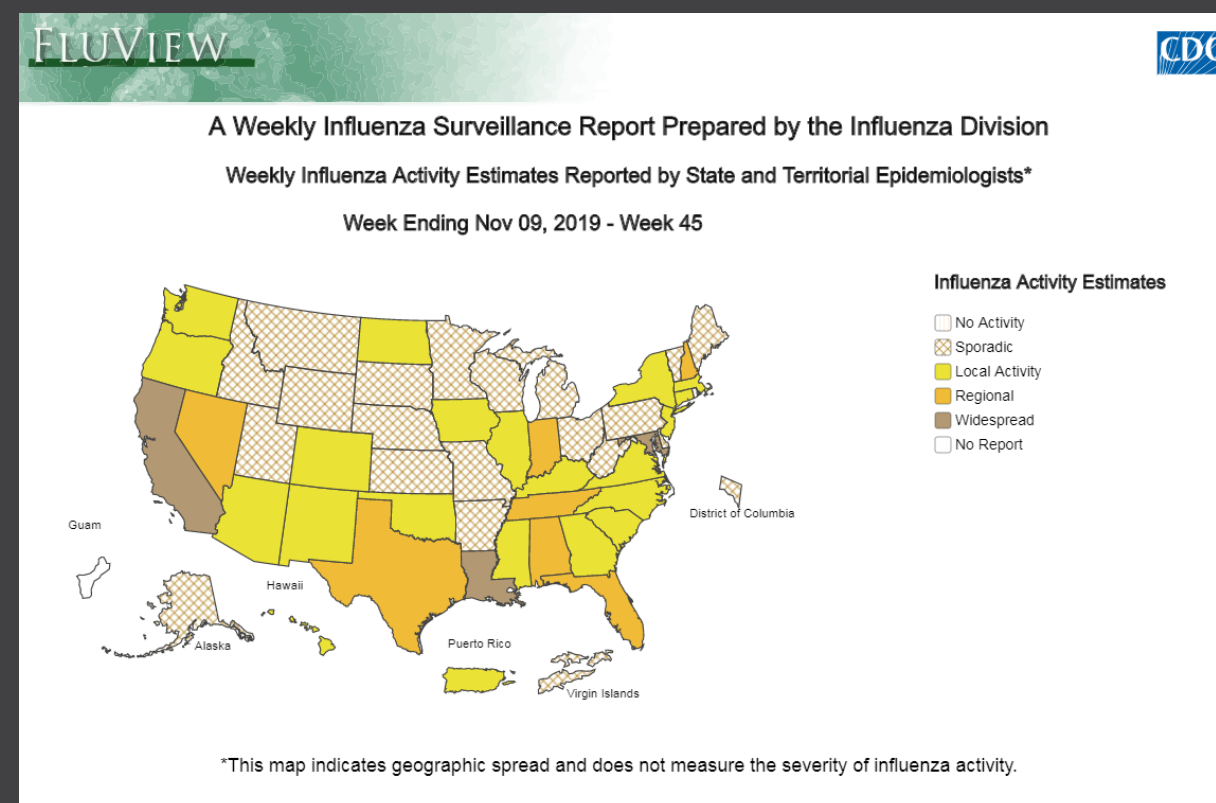 FLUVIEW
CDC
A Weekly Influenza Surveillance Report Prepared by the Influenza Division
Weekly Influenza Activity Estimates Reported by State and Territorial Epidemiologists*
Week Ending Nov 09, 2019 - Week 45
Influenza Activity Estimates
No Activity
Sporadic
Local Activity
Regional
Widespread
No Report
District of Columbia
Guam
Hawaii
Alaska
Puerto Rico
Virgin Islands
*This map indicates geographic spread and does not measure the severity of influenza activity.